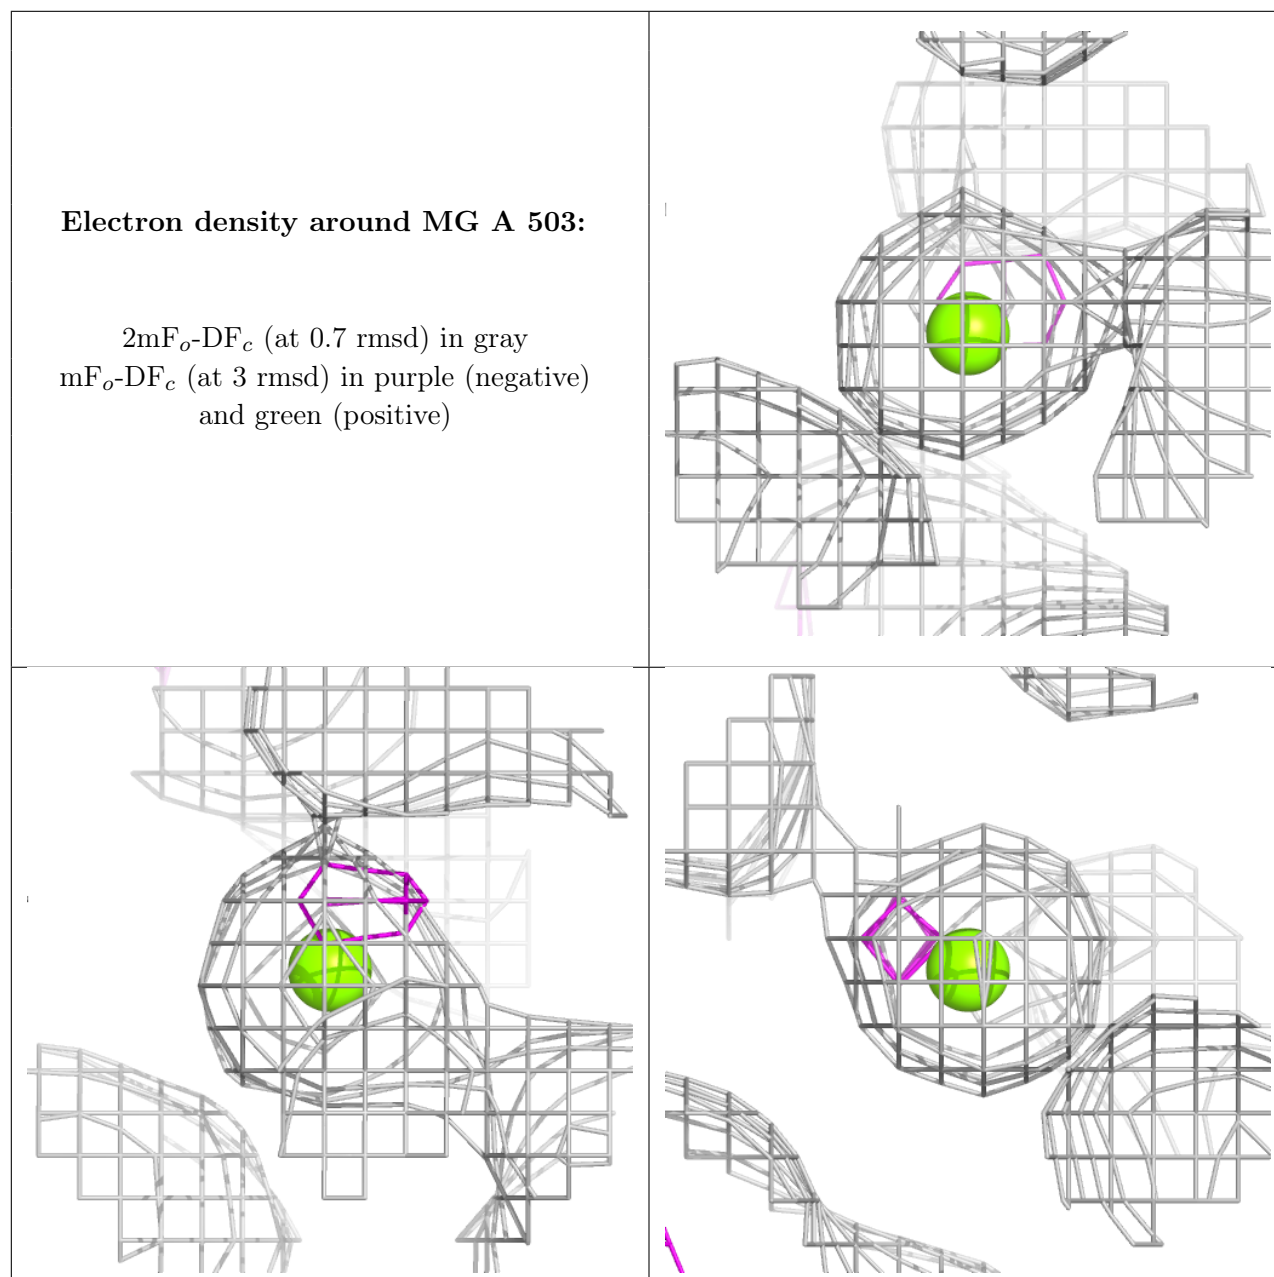 Electron density around MG A 503:
2mFo-DFc (at 0.7 rmsd) in gray
mFo-DFc (at 3 rmsd) in purple (negative)
and green (positive)